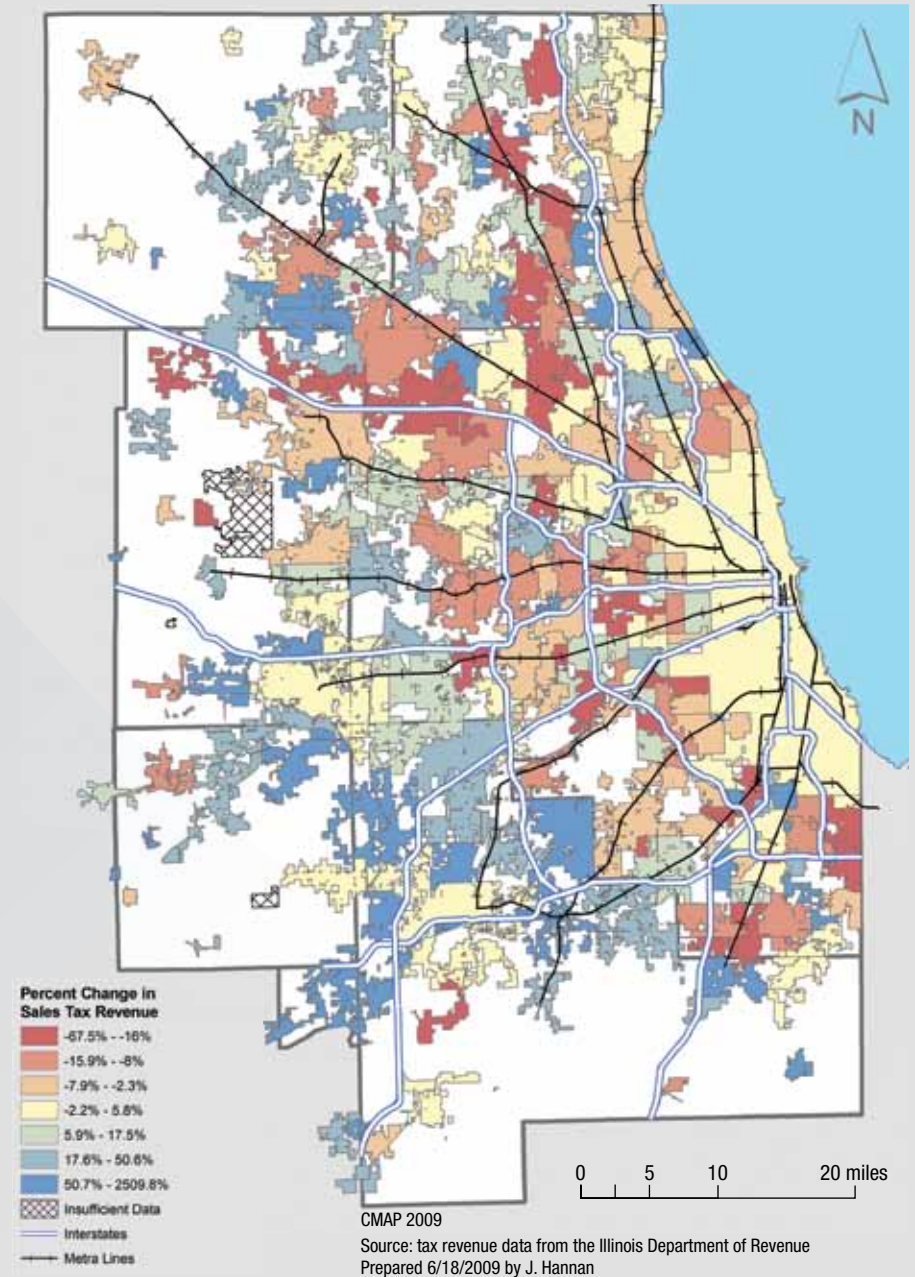 N
Percent Change in
Sales Tax Revenue
-67.5% - -16%
-15.9% - -8%
-7.9% - -2.3%
-2.2% - 5.8%
5.9% - 17.5%
17.6% - 50.6%
50.7% - 2509.8%
Insufficient Data
Interstates
Metra Lines
0 5 10 20 miles
CMAP 2009
Source: tax revenue data from the Illinois Department of Revenue
Prepared 6/18/2009 by J. Hannan